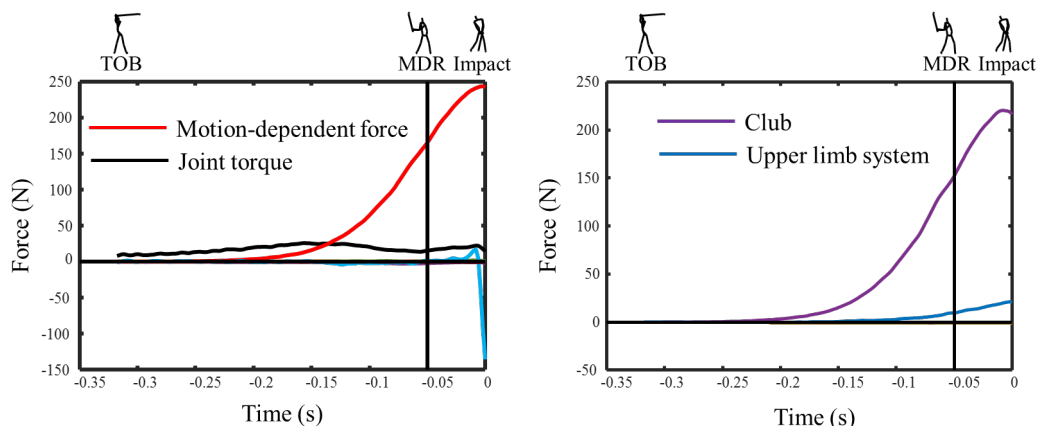 TOB MDR Impact
250
200
150
100
50
0
-50
-100
-150
Force (N)
Motion-dependent force
Joint torque
-0.35 -0.3 -0.25 -0.2 -0.15 -0.1 -0.05 0
Time (s)
TOB MDR Impact
250
200
150
100
50
0
50
Force (N)
Club
Upper limb system
-0.35 -0.3 -0.25 -0.2 -0.15 -0.1 -0.05 0
Time (s)